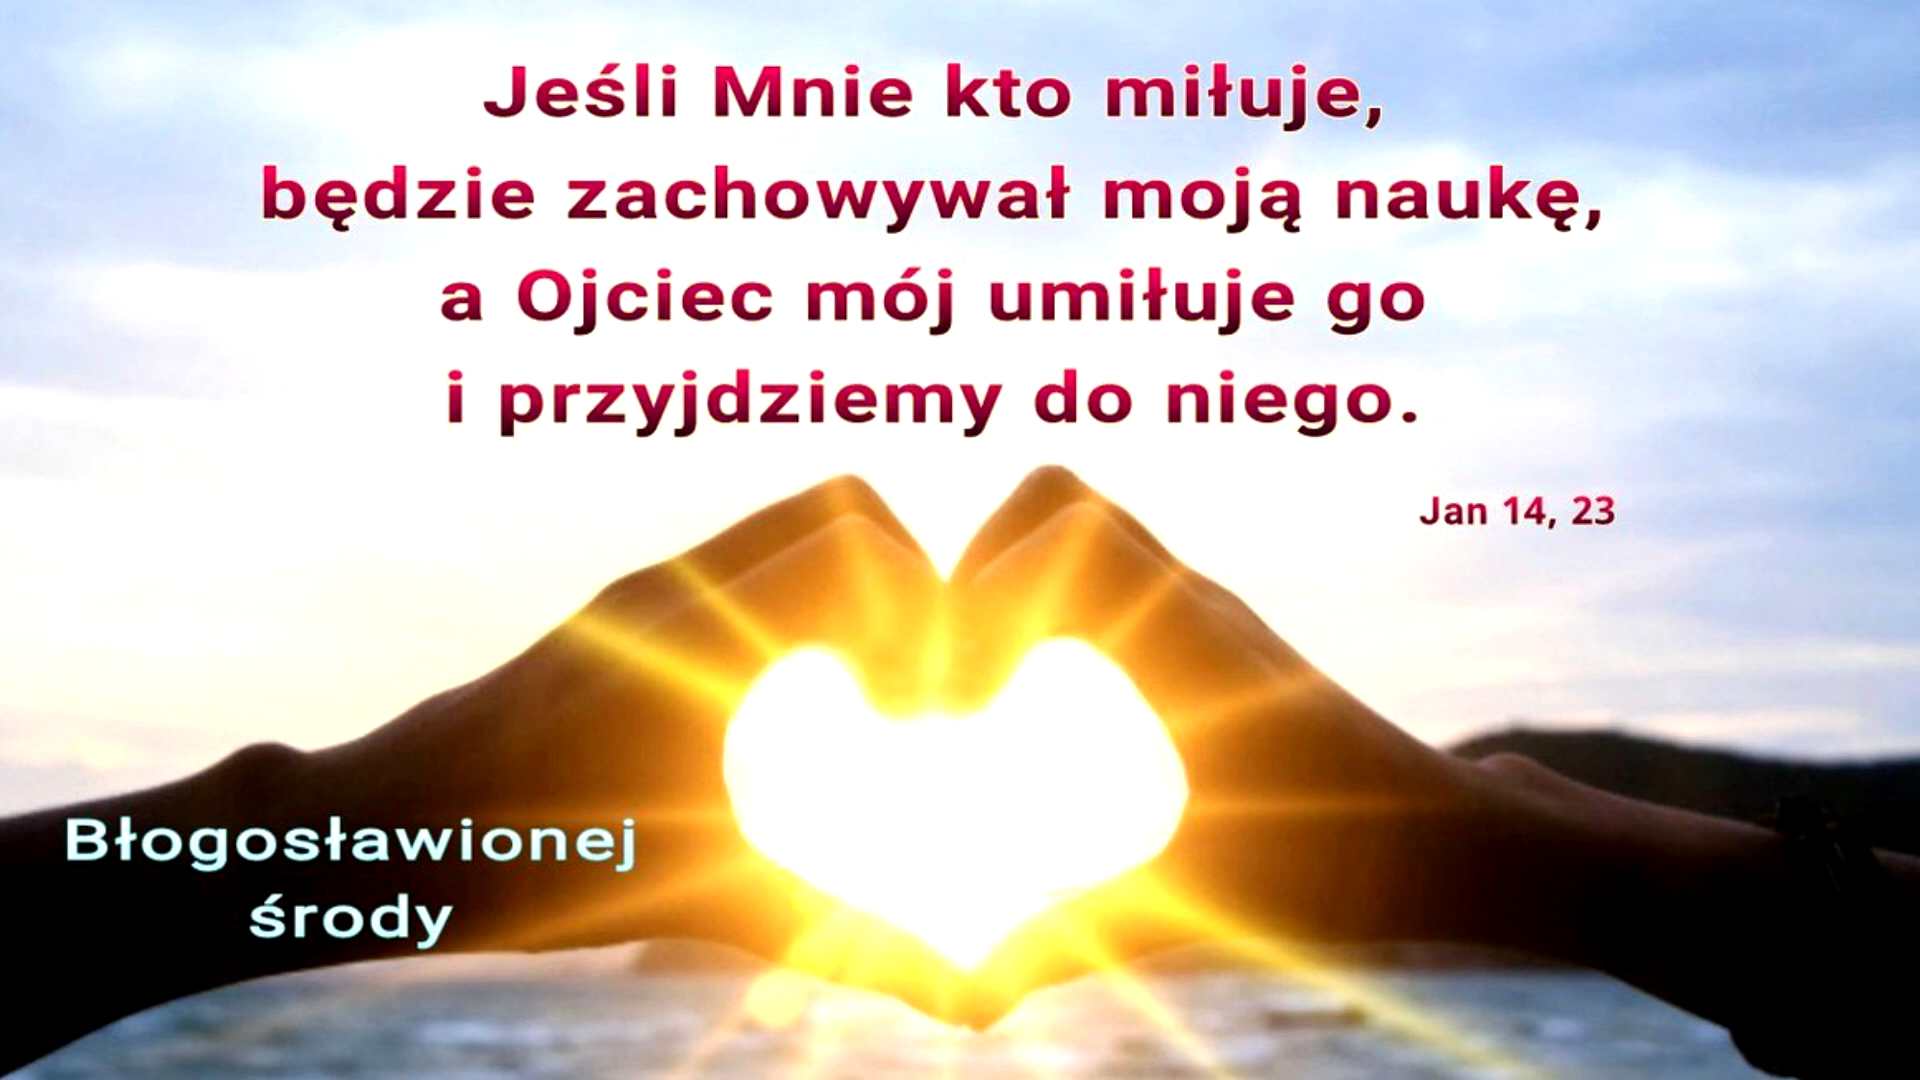 Jeśli Mnie kto miłuje,
będzie zachowywał moją naukę,
a Ojciec mój umiłuje go
i przyjdziemy do niego.
Jan 14, 23
Błogosławionej
środy